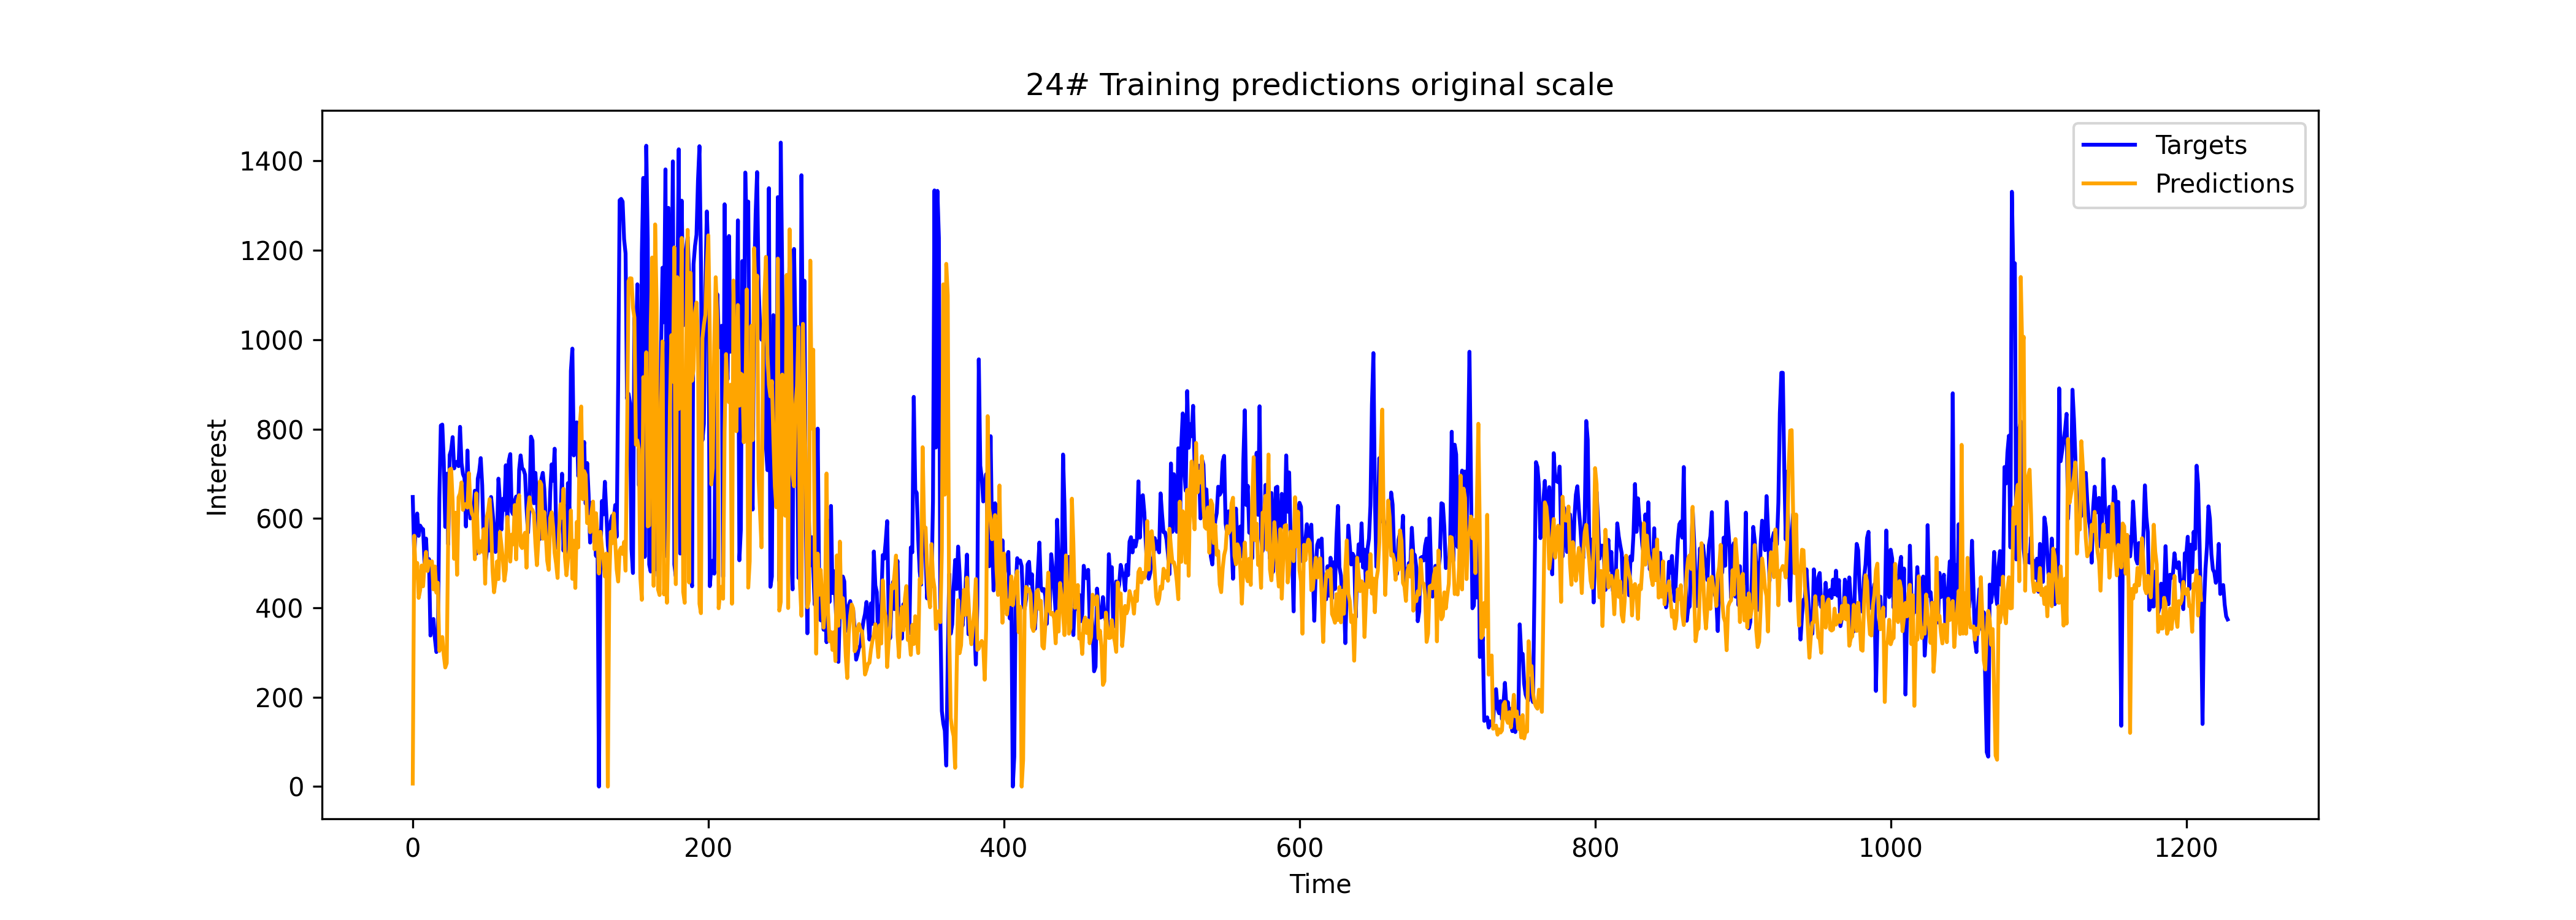 24# Training predictions original scale
Targets
Predictions
1400
1200
1000
800
600
400
200
0
Interest
0 200 400 600 800 1000 1200
Time